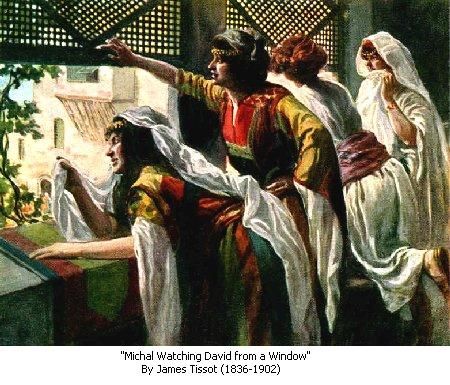 "Michal Watching David from a Window"
By James Tissot (1836-1902)